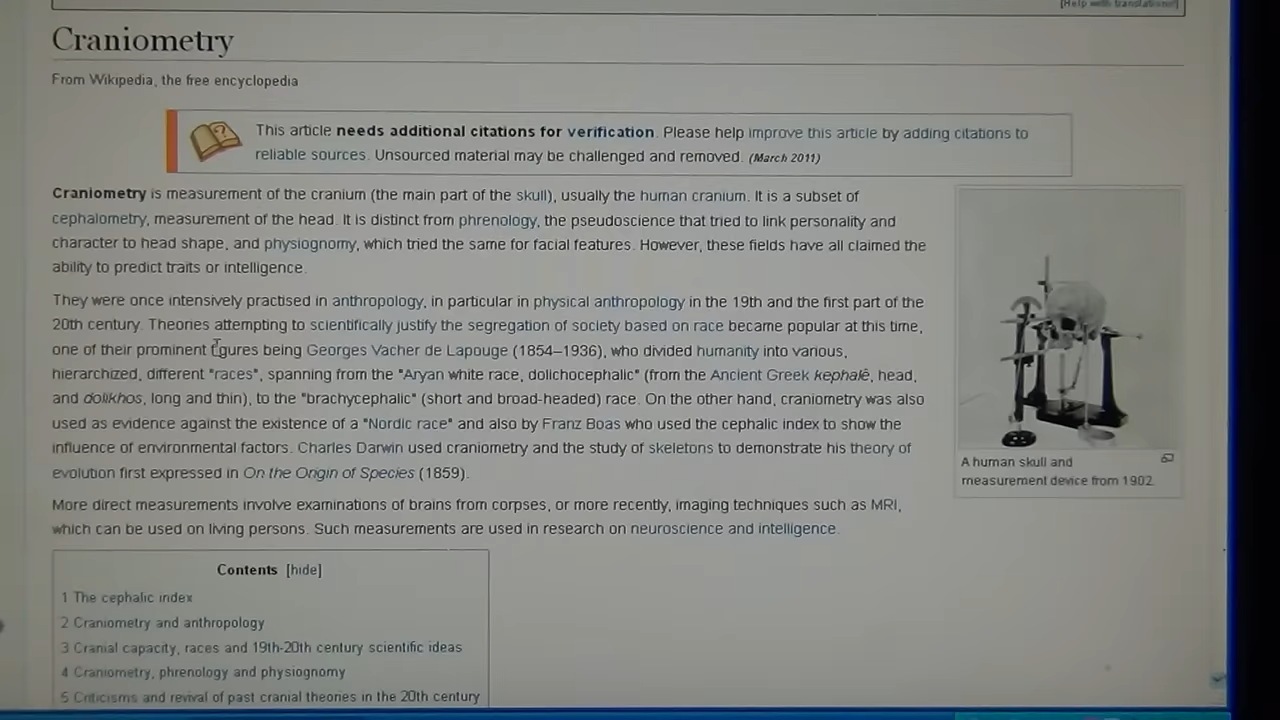 [Help with translations!]
Craniometry
From Wikipedia, the free encyclopedia
This article needs additional citations for verification. Please help improve this article by adding citations to
reliable sources. Unsourced material may be challenged and removed. (March 2011)
Craniometry is measurement of the cranium (the main part of the skull), usually the human cranium. It is a subset of
cephalometry, measurement of the head. It is distinct from phrenology, the pseudoscience that tried to link personality and
character to head shape, and physiognomy, which tried the same for facial features. However, these fields have all claimed the
ability to predict traits or intelligence.
They were once intensively practised in anthropology, in particular in physical anthropology in the 19th and the first part of the
20th century. Theories attempting to scientifically justify the segregation of society based on race became popular at this time,
one of their prominent figures being Georges Vacher de Lapouge (1854–1936), who divided humanity into various,
hierarchized, different "races", spanning from the "Aryan white race, dolichocephalic" (from the Ancient Greek kephalê, head,
and dolikhos, long and thin), to the "brachycephalic" (short and broad-headed) race. On the other hand, craniometry was also
used as evidence against the existence of a "Nordic race" and also by Franz Boas who used the cephalic index to show the
influence of environmental factors. Charles Darwin used craniometry and the study of skeletons to demonstrate his theory of
evolution first expressed in On the Origin of Species (1859).
More direct measurements involve examinations of brains from corpses, or more recently, imaging techniques such as MRI,
which can be used on living persons. Such measurements are used in research on neuroscience and intelligence.
A human skull and
measurement device from 1902.
Contents [hide]
1 The cephalic index
2 Craniometry and anthropology
3 Cranial capacity, races and 19th-20th century scientific ideas
4 Craniometry, phrenology and physiognomy
5 Criticisms and revival of past cranial theories in the 20th century